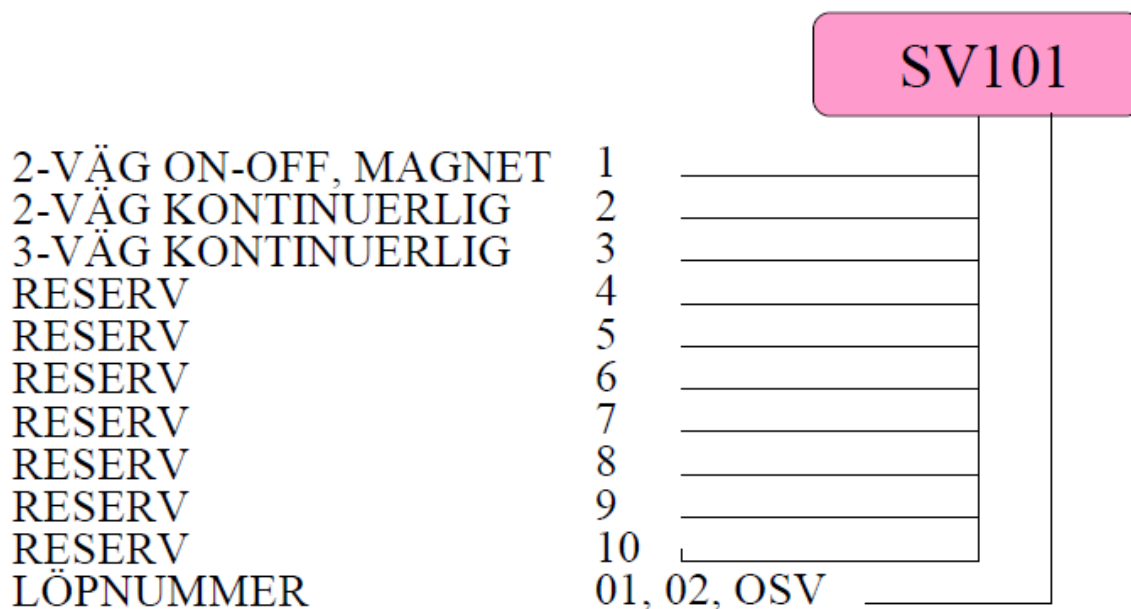 SV101
2-VÄG ON-OFF, MAGNET 1
2-VÄG KONTINUERLIG 2
3-VÄG KONTINUERLIG 3
RESERV 4
RESERV 5
RESERV 6
RESERV 7
RESERV 8
RESERV 9
RESERV 10
LÖPNUMMER 01, 02, OSV